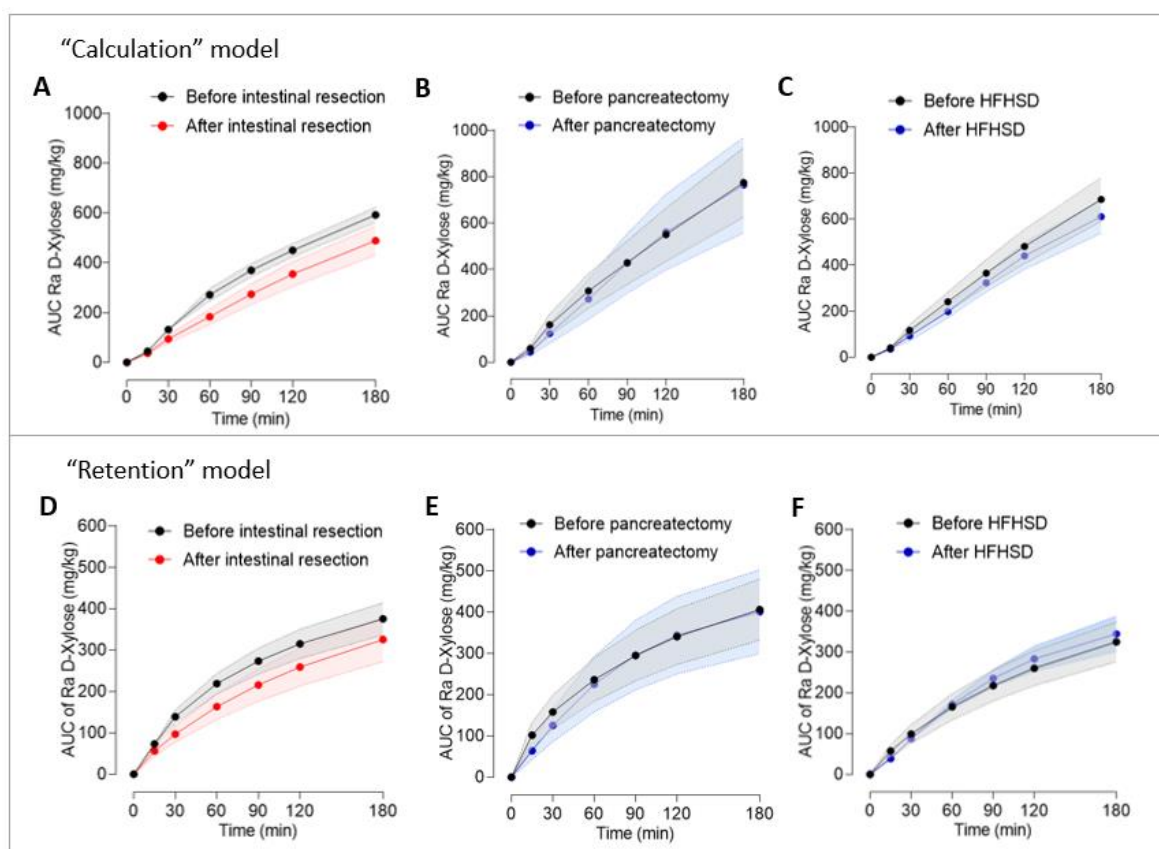 “Calculation” model
A
Before intestinal resection
After intestinal resection
AUC Ra D-Xylose (mg/kg)
1000
800
600
400
200
0
0 30 60 90 120 180
Time (min)
B
Before pancreatectomy
After pancreatectomy
AUC Ra D-Xylose (mg/kg)
1000
800
600
400
200
0
0 30 60 90 120 180
Time (min)
C
Before HFHSD
After HFHSD
AUC Ra D-Xylose (mg/kg)
1000
800
600
400
200
0
0 30 60 90 120 180
Time (min)
“Retention” model
D
Before intestinal resection
After intestinal resection
AUC of Ra D-Xylose (mg/kg)
600
500
400
300
200
100
0
0 30 60 90 120 180
Time (min)
E
Before pancreatectomy
After pancreatectomy
AUC of Ra D-Xylose (mg/kg)
600
500
400
300
200
100
0
0 30 60 90 120 180
Time (min)
F
Before HFHSD
After HFHSD
AUC of Ra D-Xylose (mg/kg)
600
500
400
300
200
100
0
0 30 60 90 120 180
Time (min)